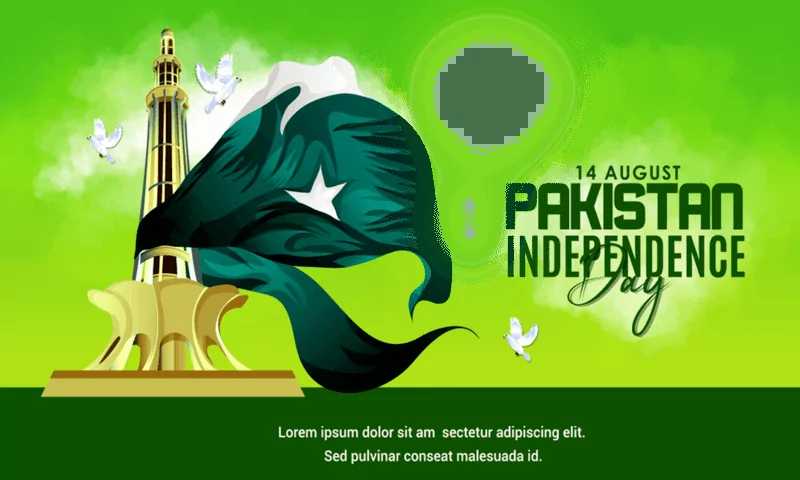 14 AUGUST
PAKISTAN
INDEPENDENCE
Day
Lorem ipsum dolor sit am  sectetur adipiscing elit.
Sed pulvinar conseat malesuada id.